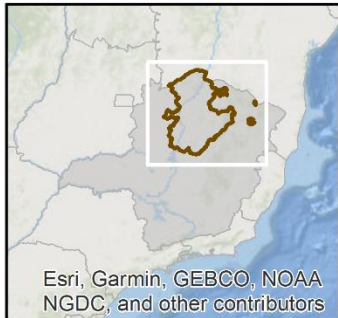 Esri, Garmin, GEBCO, NOAA
NGDC, and other contributors